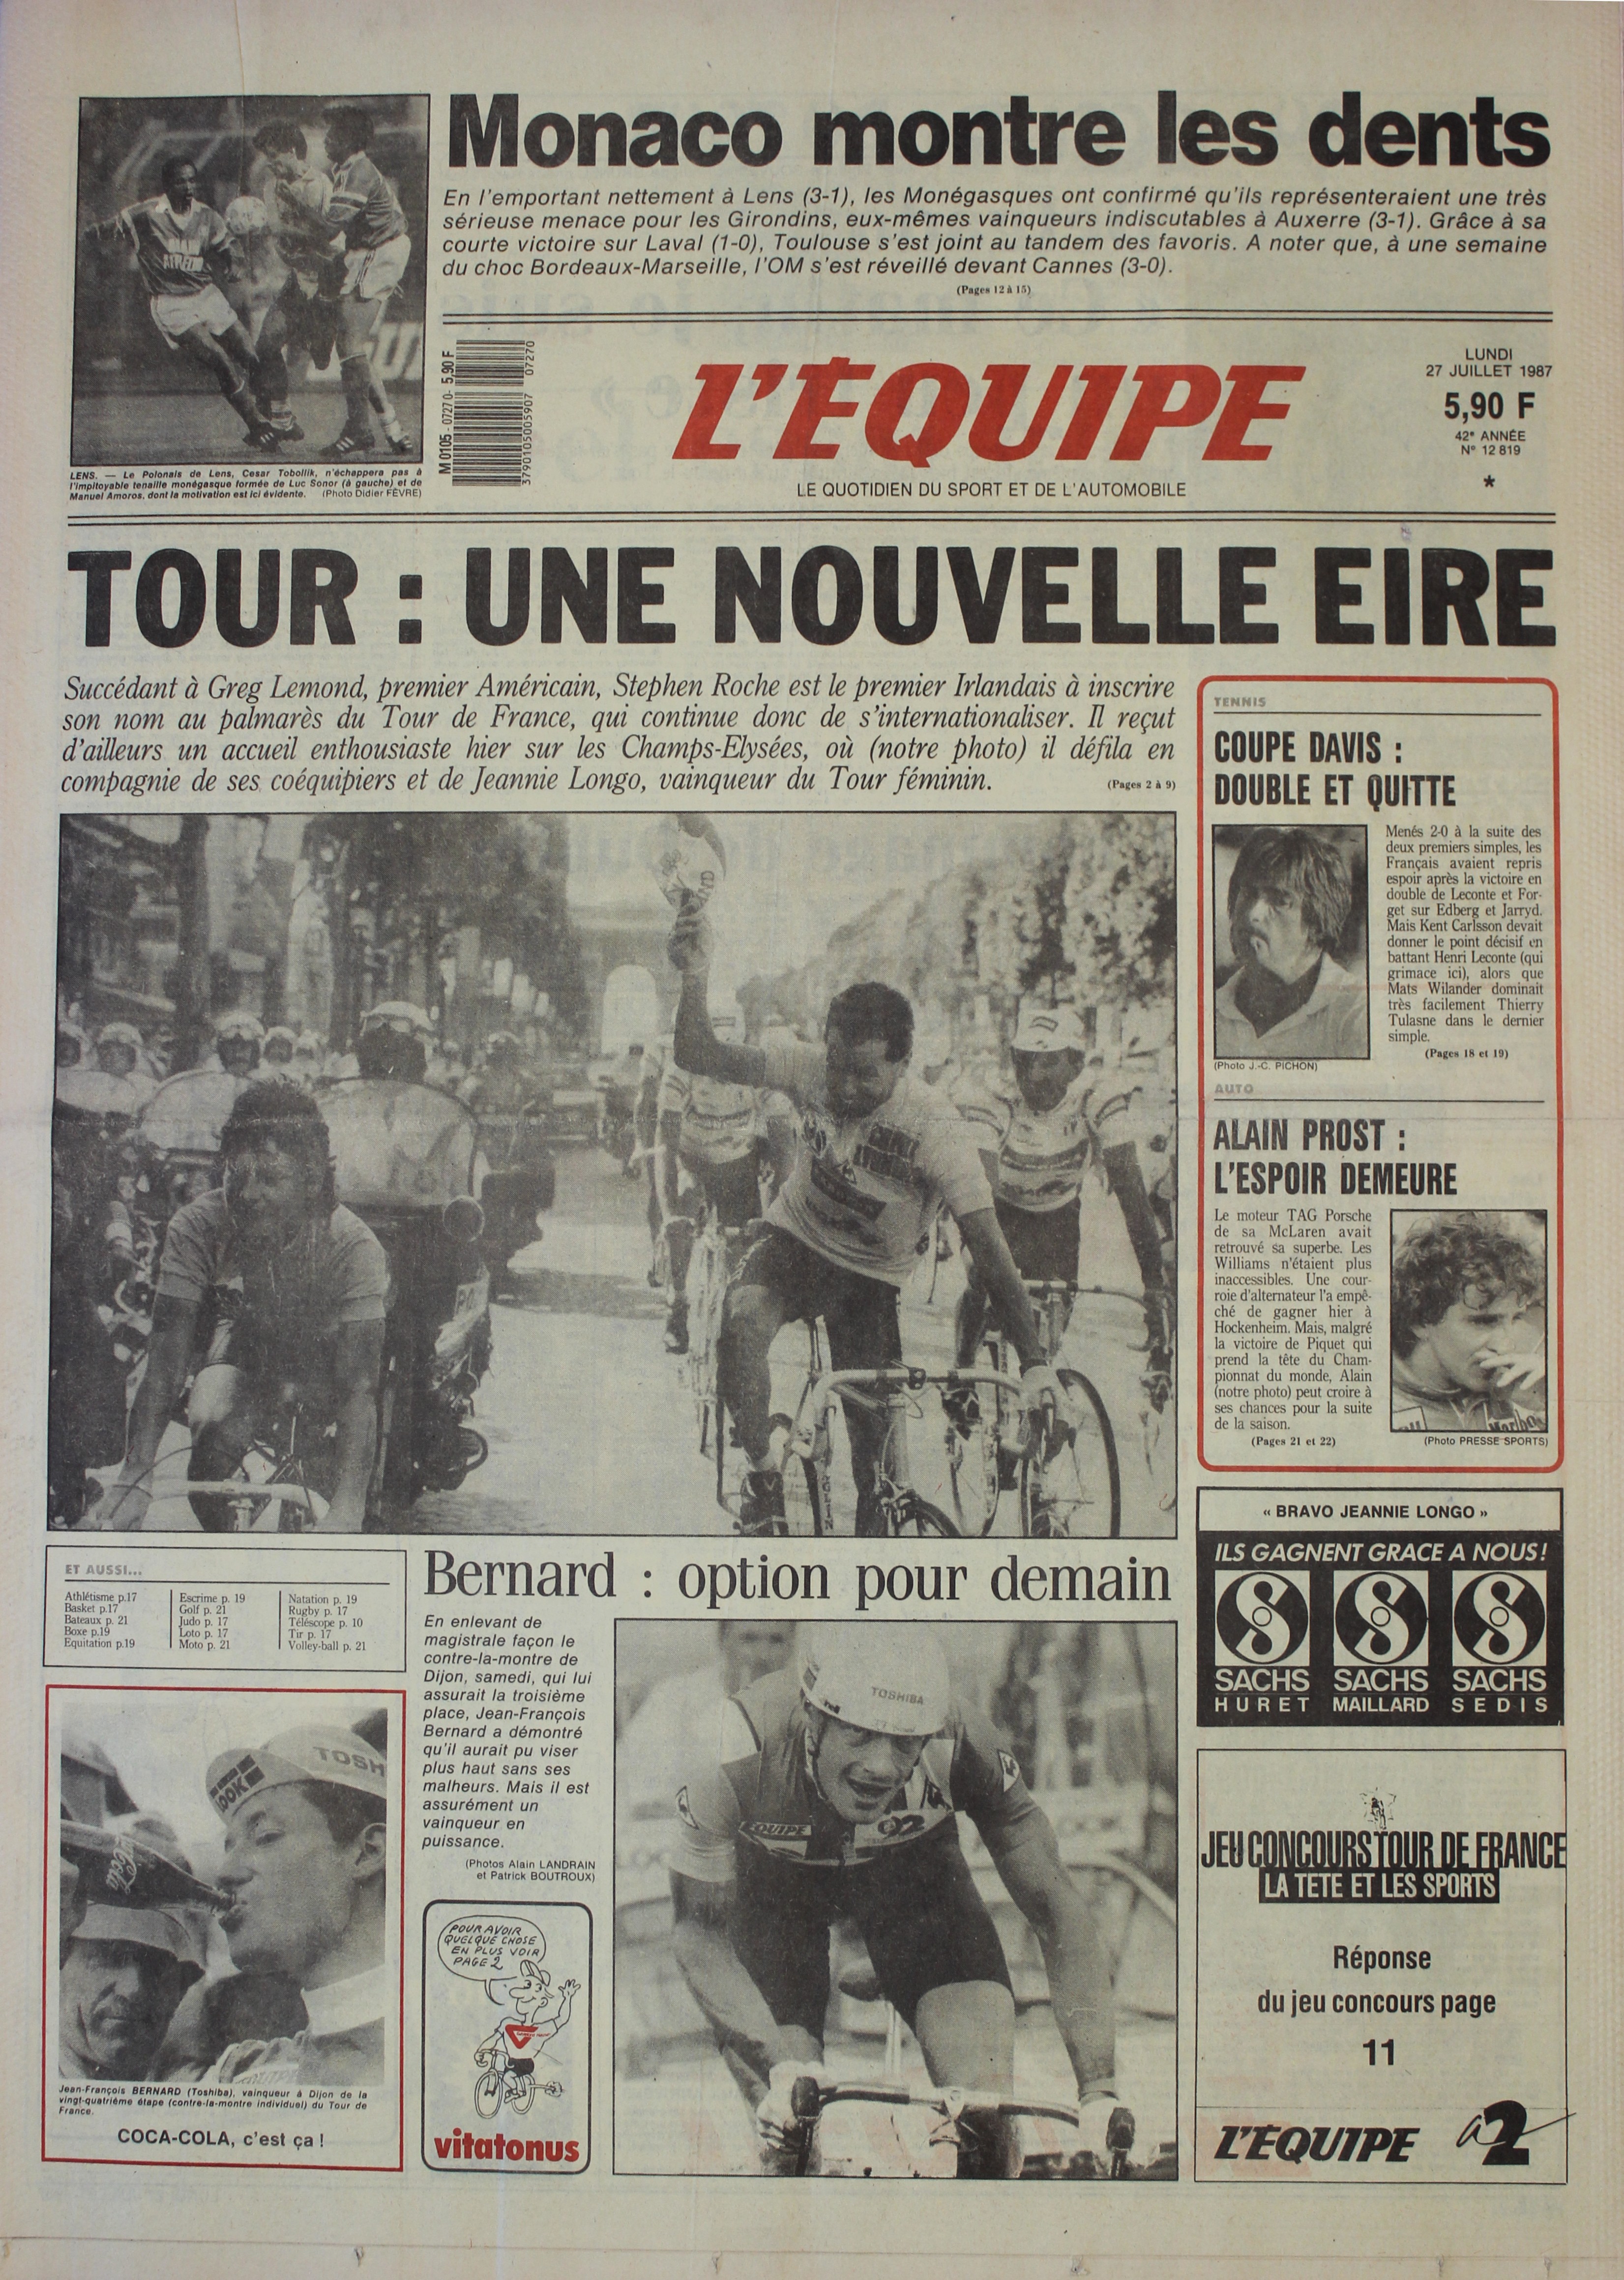 Monaco montre les dents
En l'emportant nettement à Lens (3-1), les Monégasques ont confirmé qu'ils représenteraient une très
sérieuse menace pour les Girondins, eux-mêmes vainqueurs indiscutables à Auxerre (3-1). Grâce à sa
courte victoire sur Laval (1-0), Toulouse s'est joint au tandem des favoris. A noter que, à une semaine
du choc Bordeaux-Marseille, l'OM s'est réveillé devant Cannes (3-0).
(Pages 12 à 15)
LENS. — Le Polonais de Lens, Cesar Tobollik, n'échappera pas à
l'impitoyable tenaille monégasque formée de Luc Sonor (à gauche) et de
Manuel Amoros, dont la motivation est ici évidente. (Photo Didier FÈVRE)
M 0105 - 0727 0- 5,90 F
3790105005907 07270
L'ÉQUIPE
LE QUOTIDIEN DU SPORT ET DE L'AUTOMOBILE
LUNDI
27 JUILLET 1987
5,90 F
42e ANNÉE
N° 12 819
*
TOUR : UNE NOUVELLE EIRE
Succédant à Greg Lemond, premier Américain, Stephen Roche est le premier Irlandais à inscrire
son nom au palmarès du Tour de France, qui continue donc de s'internationaliser. Il reçut
d'ailleurs un accueil enthousiaste hier sur les Champs-Elysées, où (notre photo) il défila en
compagnie de ses coéquipiers et de Jeannie Longo, vainqueur du Tour féminin.
(Pages 2 à 9)
TENNIS
COUPE DAVIS :
DOUBLE ET QUITTE
Menés 2-0 à la suite des
deux premiers simples, les
Français avaient repris
espoir après la victoire en
double de Leconte et For-
get sur Edberg et Jarryd.
Mais Kent Carlsson devait
donner le point décisif en
battant Henri Leconte (qui
grimace ici), alors que
Mats Wilander dominait
très facilement Thierry
Tulasne dans le dernier
simple.
(Pages 18 et 19)
(Photo J.-C. PICHON)
AUTO
ALAIN PROST :
L'ESPOIR DEMEURE
Le moteur TAG Porsche
de sa McLaren avait
retrouvé sa superbe. Les
Williams n'étaient plus
inaccessibles. Une cour-
roie d'alternateur l'a empê-
ché de gagner hier à
Hockenheim. Mais, malgré
la victoire de Piquet qui
prend la tête du Cham-
pionnat du monde, Alain
(notre photo) peut croire à
ses chances pour la suite
de la saison.
(Pages 21 et 22)
(Photo PRESSE SPORTS)
« BRAVO JEANNIE LONGO »
ILS GAGNENT GRACE A NOUS !
SACHS SACHS SACHS
HURET MAILLARD SEDIS
ET AUSSI...
Athlétisme p.17
Basket p.17
Bateaux p. 21
Boxe p.19
Equitation p.19
Escrime p. 19
Golf p. 21
Judo p. 17
Loto p. 17
Moto p. 21
Natation p. 19
Rugby p. 17
Téléscope p. 10
Tir p. 17
Volley-ball p. 21
Bernard : option pour demain
En enlevant de
magistrale façon le
contre-la-montre de
Dijon, samedi, qui lui
assurait la troisième
place, Jean-François
Bernard a démontré
qu'il aurait pu viser
plus haut sans ses
malheurs. Mais il est
assurément un
vainqueur en
puissance.
(Photos Alain LANDRAIN
et Patrick BOUTROUX)
TOSHIBA
EQUIPE
LOOK
TOSH
Jean-François BERNARD (Toshiba), vainqueur à Dijon de la
vingt-quatrième étape (contre-la-montre individuel) du Tour de
France.
COCA-COLA, c'est ça !
POUR AVOIR
QUELQUE CHOSE
EN PLUS VOIR
PAGE 2
vitatonus
JEU CONCOURS TOUR DE FRANCE
LA TETE ET LES SPORTS
Réponse
du jeu concours page
11
L'ÉQUIPE a2